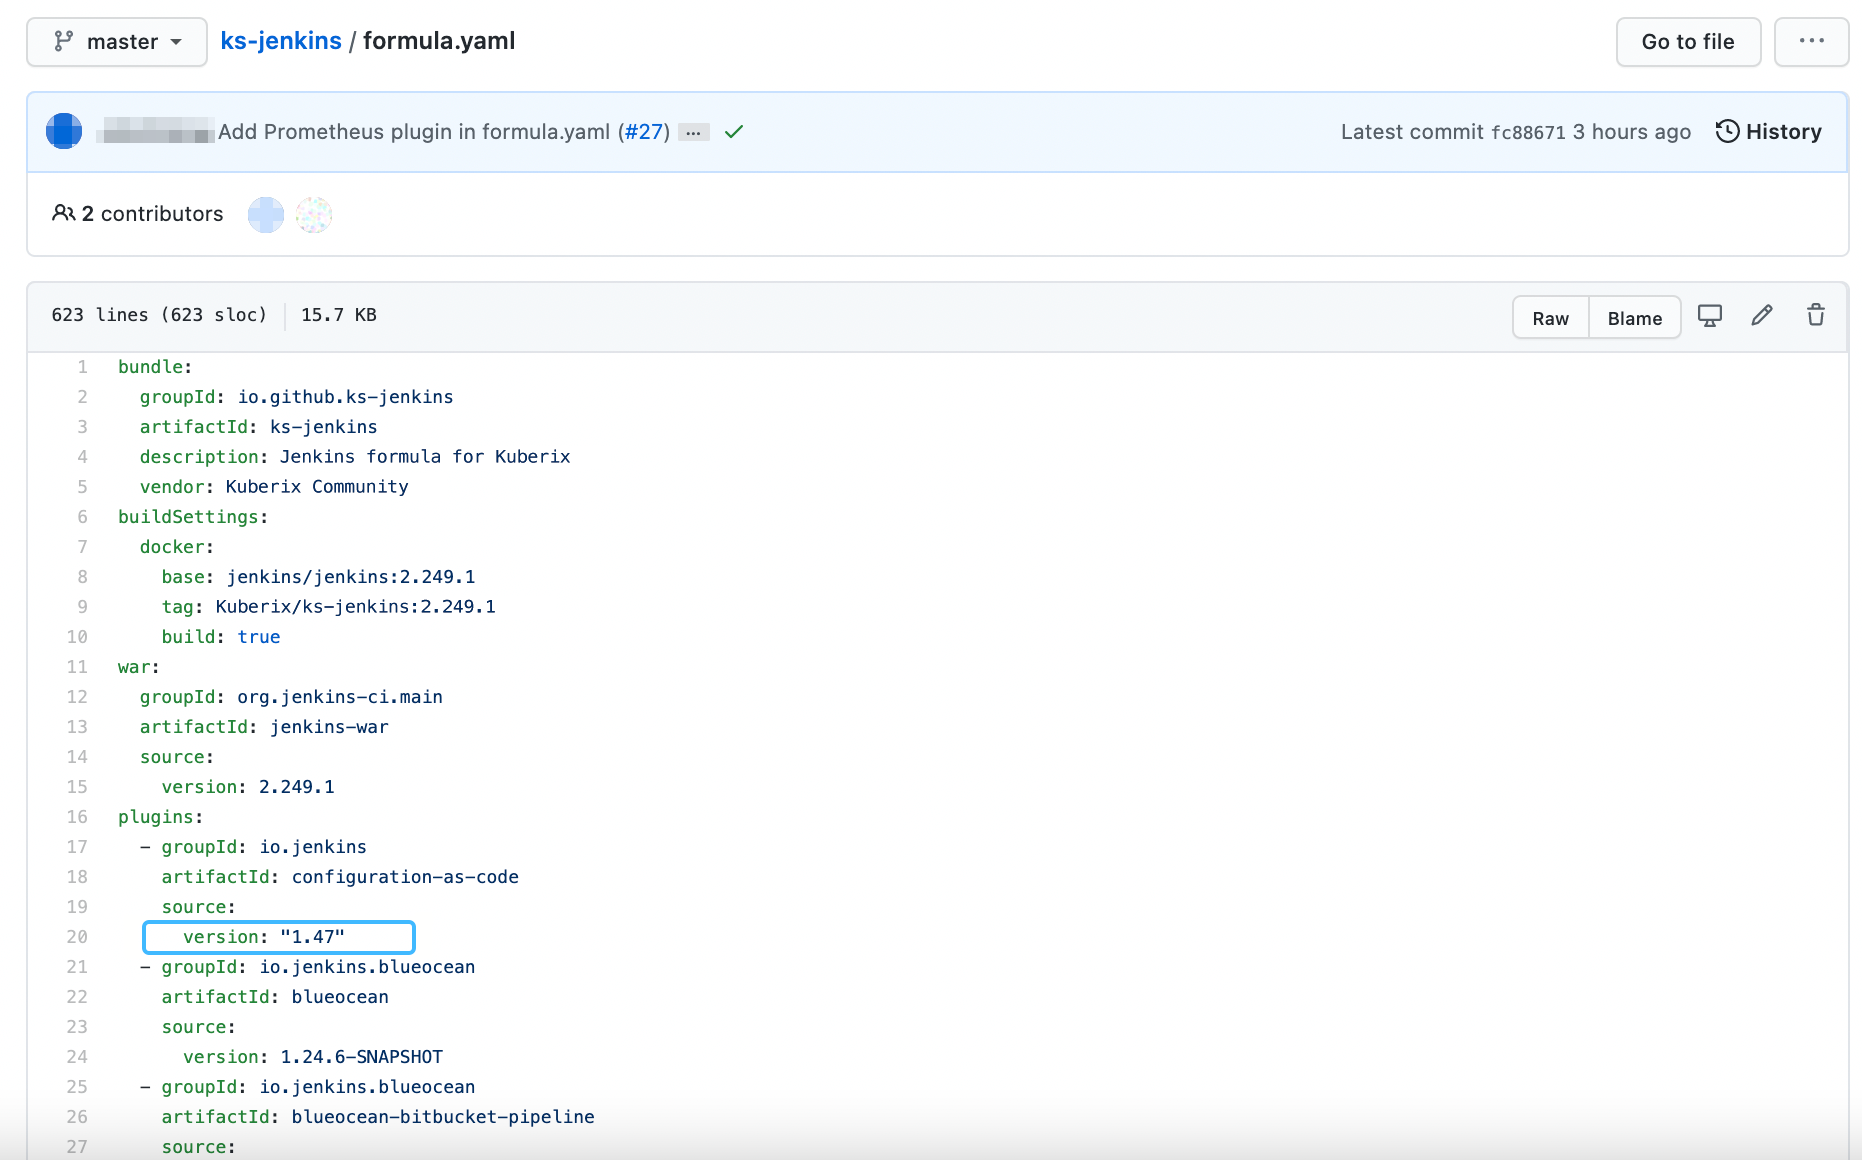 master ks-jenkins / formula.yaml Go to file ...
Add Prometheus plugin in formula.yaml (#27) ... Latest commit fc88671 3 hours ago History
2 contributors
623 lines (623 sloc) 15.7 KB Raw Blame
1 bundle:
2 groupId: io.github.ks-jenkins
3 artifactId: ks-jenkins
4 description: Jenkins formula for Kuberix
5 vendor: Kuberix Community
6 buildSettings:
7 docker:
8 base: jenkins/jenkins:2.249.1
9 tag: Kuberix/ks-jenkins:2.249.1
10 build: true
11 war:
12 groupId: org.jenkins-ci.main
13 artifactId: jenkins-war
14 source:
15 version: 2.249.1
16 plugins:
17 - groupId: io.jenkins
18 artifactId: configuration-as-code
19 source:
20 version: "1.47"
21 - groupId: io.jenkins.blueocean
22 artifactId: blueocean
23 source:
24 version: 1.24.6-SNAPSHOT
25 - groupId: io.jenkins.blueocean
26 artifactId: blueocean-bitbucket-pipeline
27 source: